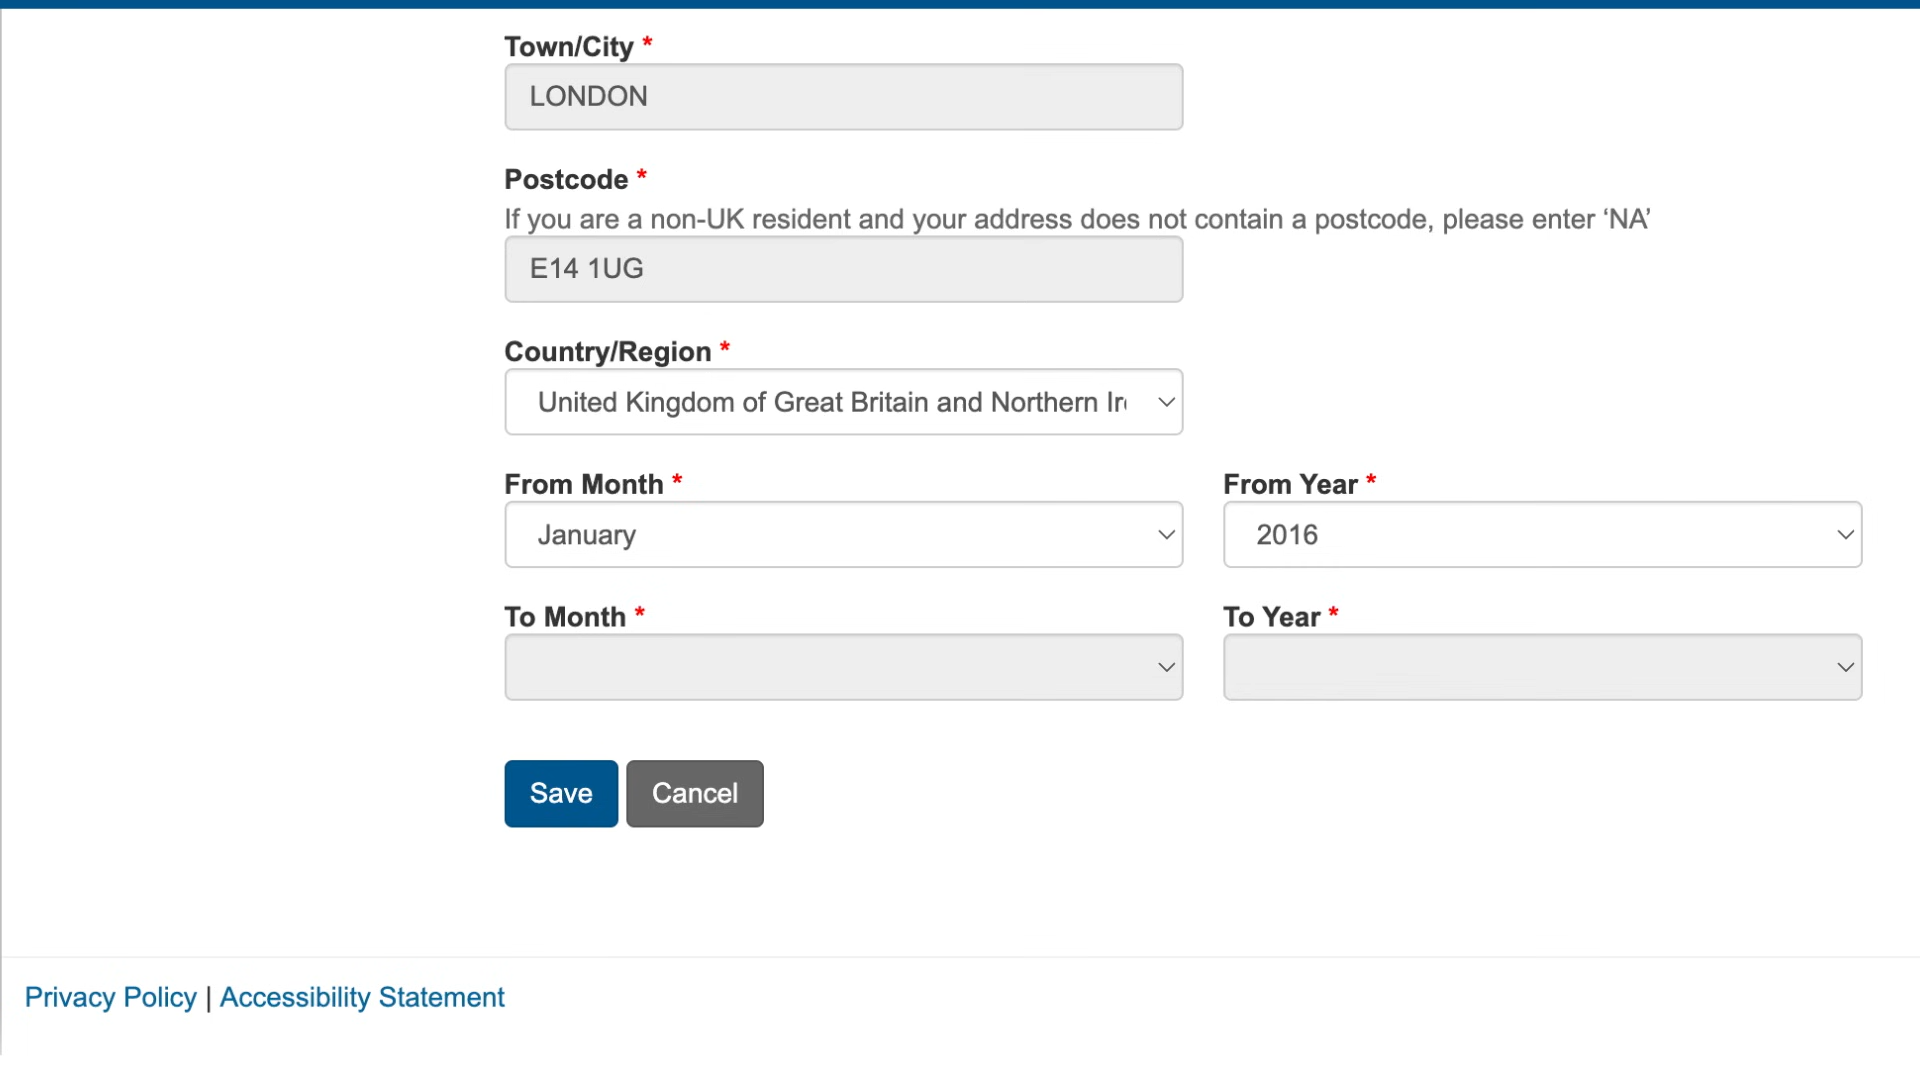 Town/City *
LONDON
Postcode *
If you are a non-UK resident and your address does not contain a postcode, please enter ‘NA’
E14 1UG
Country/Region *
United Kingdom of Great Britain and Northern Ir
From Month *
From Year *
January
2016
To Month *
To Year *
Save
Cancel
Privacy Policy | Accessibility Statement